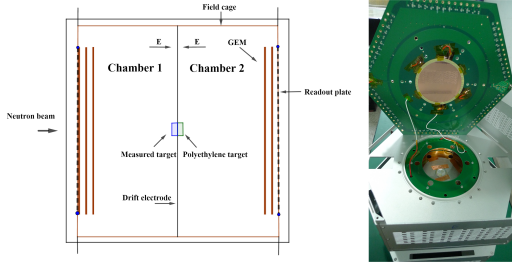 Field cage
E
E
GEM
Chamber 1
Chamber 2
Readout plate
Neutron beam
Measured target
Polyethylene target
Drift electrode